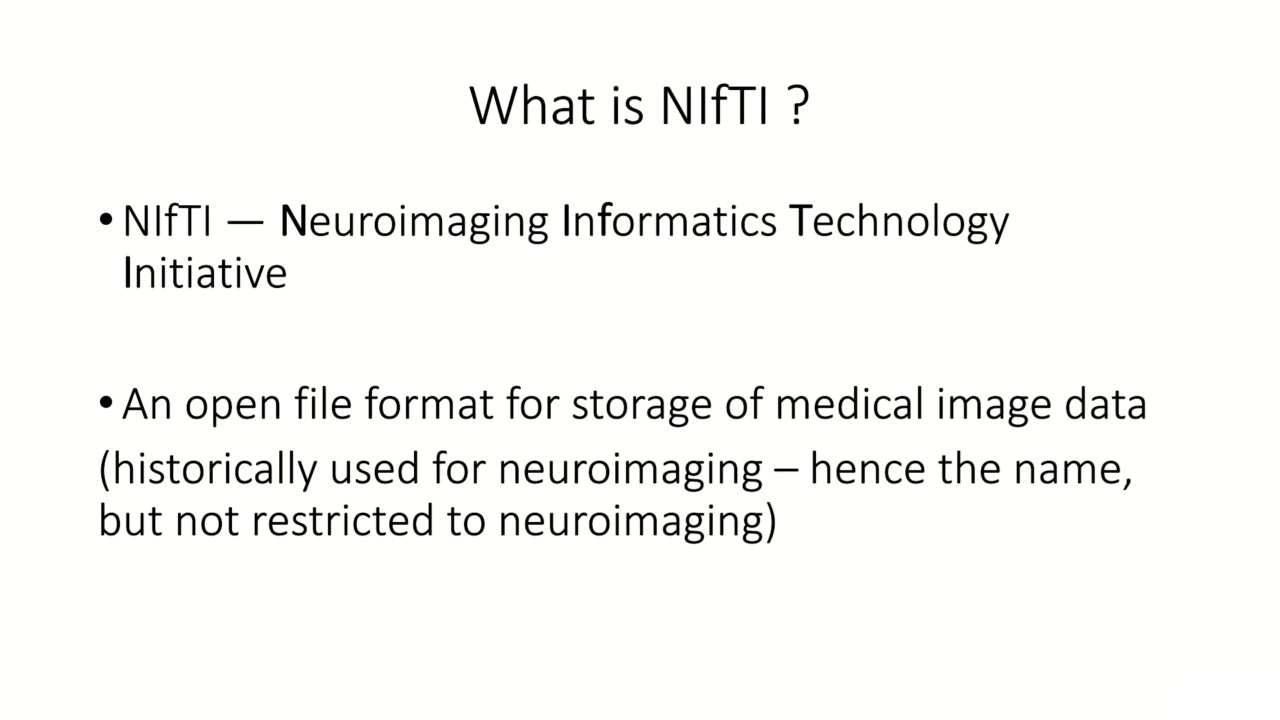 What is NIfTI ?
• NIfTI — Neuroimaging Informatics Technology
Initiative
• An open file format for storage of medical image data
(historically used for neuroimaging – hence the name,
but not restricted to neuroimaging)